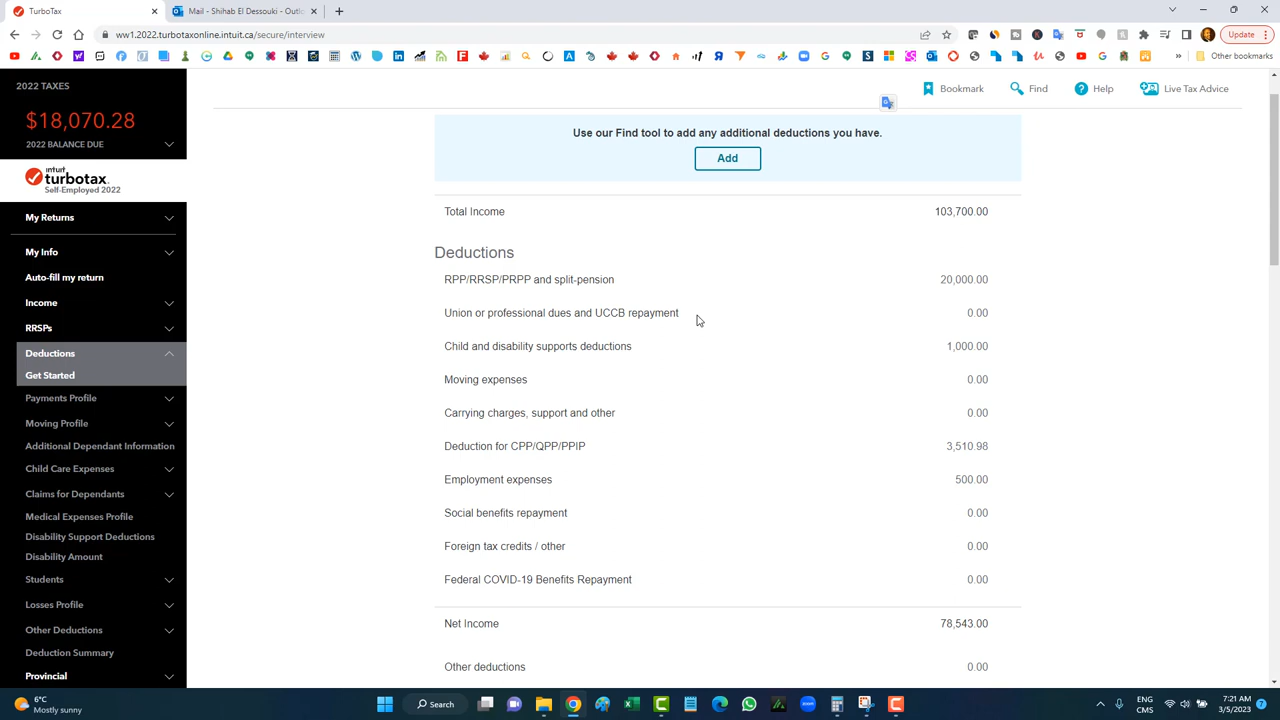 TurboTax
Mail - Shihab El Dessouki - Outlo
ww1.2022.turbotaxonline.intuit.ca/secure/interview
Update
Other bookmarks
2022 TAXES
$18,070.28
2022 BALANCE DUE
intuit
turbotax
Self-Employed 2022
My Returns
My Info
Auto-fill my return
Income
RRSPs
Deductions
Get Started
Payments Profile
Moving Profile
Additional Dependant Information
Child Care Expenses
Claims for Dependants
Medical Expenses Profile
Disability Support Deductions
Disability Amount
Students
Losses Profile
Other Deductions
Deduction Summary
Provincial
Bookmark
Find
Help
Live Tax Advice
Use our Find tool to add any additional deductions you have.
Add
Total Income 103,700.00
Deductions
RPP/RRSP/PRPP and split-pension 20,000.00
Union or professional dues and UCCB repayment 0.00
Child and disability supports deductions 1,000.00
Moving expenses 0.00
Carrying charges, support and other 0.00
Deduction for CPP/QPP/PPIP 3,510.98
Employment expenses 500.00
Social benefits repayment 0.00
Foreign tax credits / other 0.00
Federal COVID-19 Benefits Repayment 0.00
Net Income 78,543.00
Other deductions 0.00
6°C
Mostly sunny
Search
ENG
CMS
7:21 AM
3/5/2023